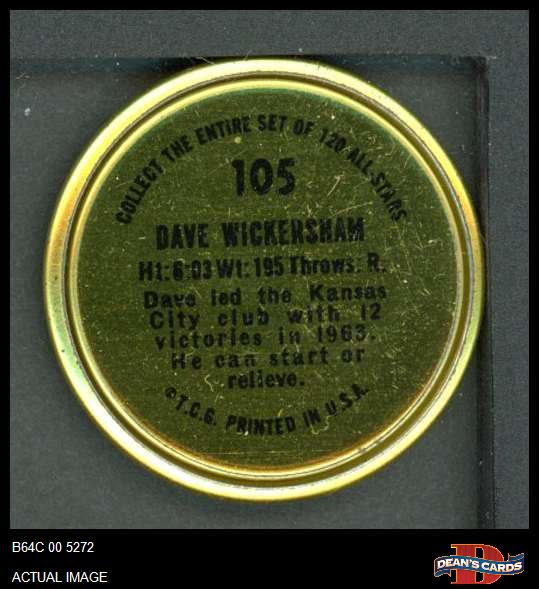 COLLECT THE ENTIRE SET OF 120 ALL-STARS
105
DAVE WICKERSHAM
Ht: 6:03 Wt: 195 Throws: R.
Dave led the Kansas
City club with 12
victories in 1963.
He can start or
relieve.
©T.C.G. PRINTED IN U.S.A.
B64C 00 5272
ACTUAL IMAGE
D
DEAN'S CARDS